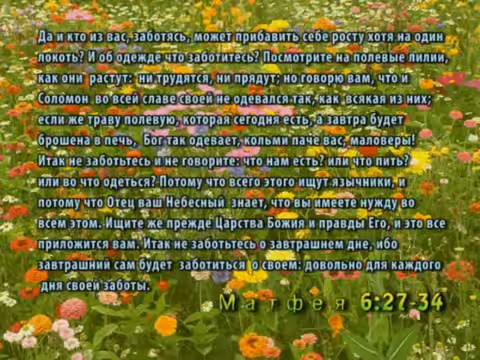 Да и кто из вас, заботясь, может прибавить себе росту хотя на один
локоть? И об одежде что заботитесь? Посмотрите на полевые лилии,
как они растут: ни трудятся, ни прядут; но говорю вам, что и
Соломон во всей славе своей не одевался так, как всякая из них;
если же траву полевую, которая сегодня есть, а завтра будет
брошена в печь, Бог так одевает, кольми паче вас, маловеры!
Итак не заботьтесь и не говорите: что нам есть? или что пить?
или во что одеться? Потому что всего этого ищут язычники, и
потому что Отец ваш Небесный знает, что вы имеете нужду во
всем этом. Ищите же прежде Царства Божия и правды Его, и это все
приложится вам. Итак не заботьтесь о завтрашнем дне, ибо
завтрашний сам будет заботиться о своем: довольно для каждого
дня своей заботы.
Матфея 6:27-34